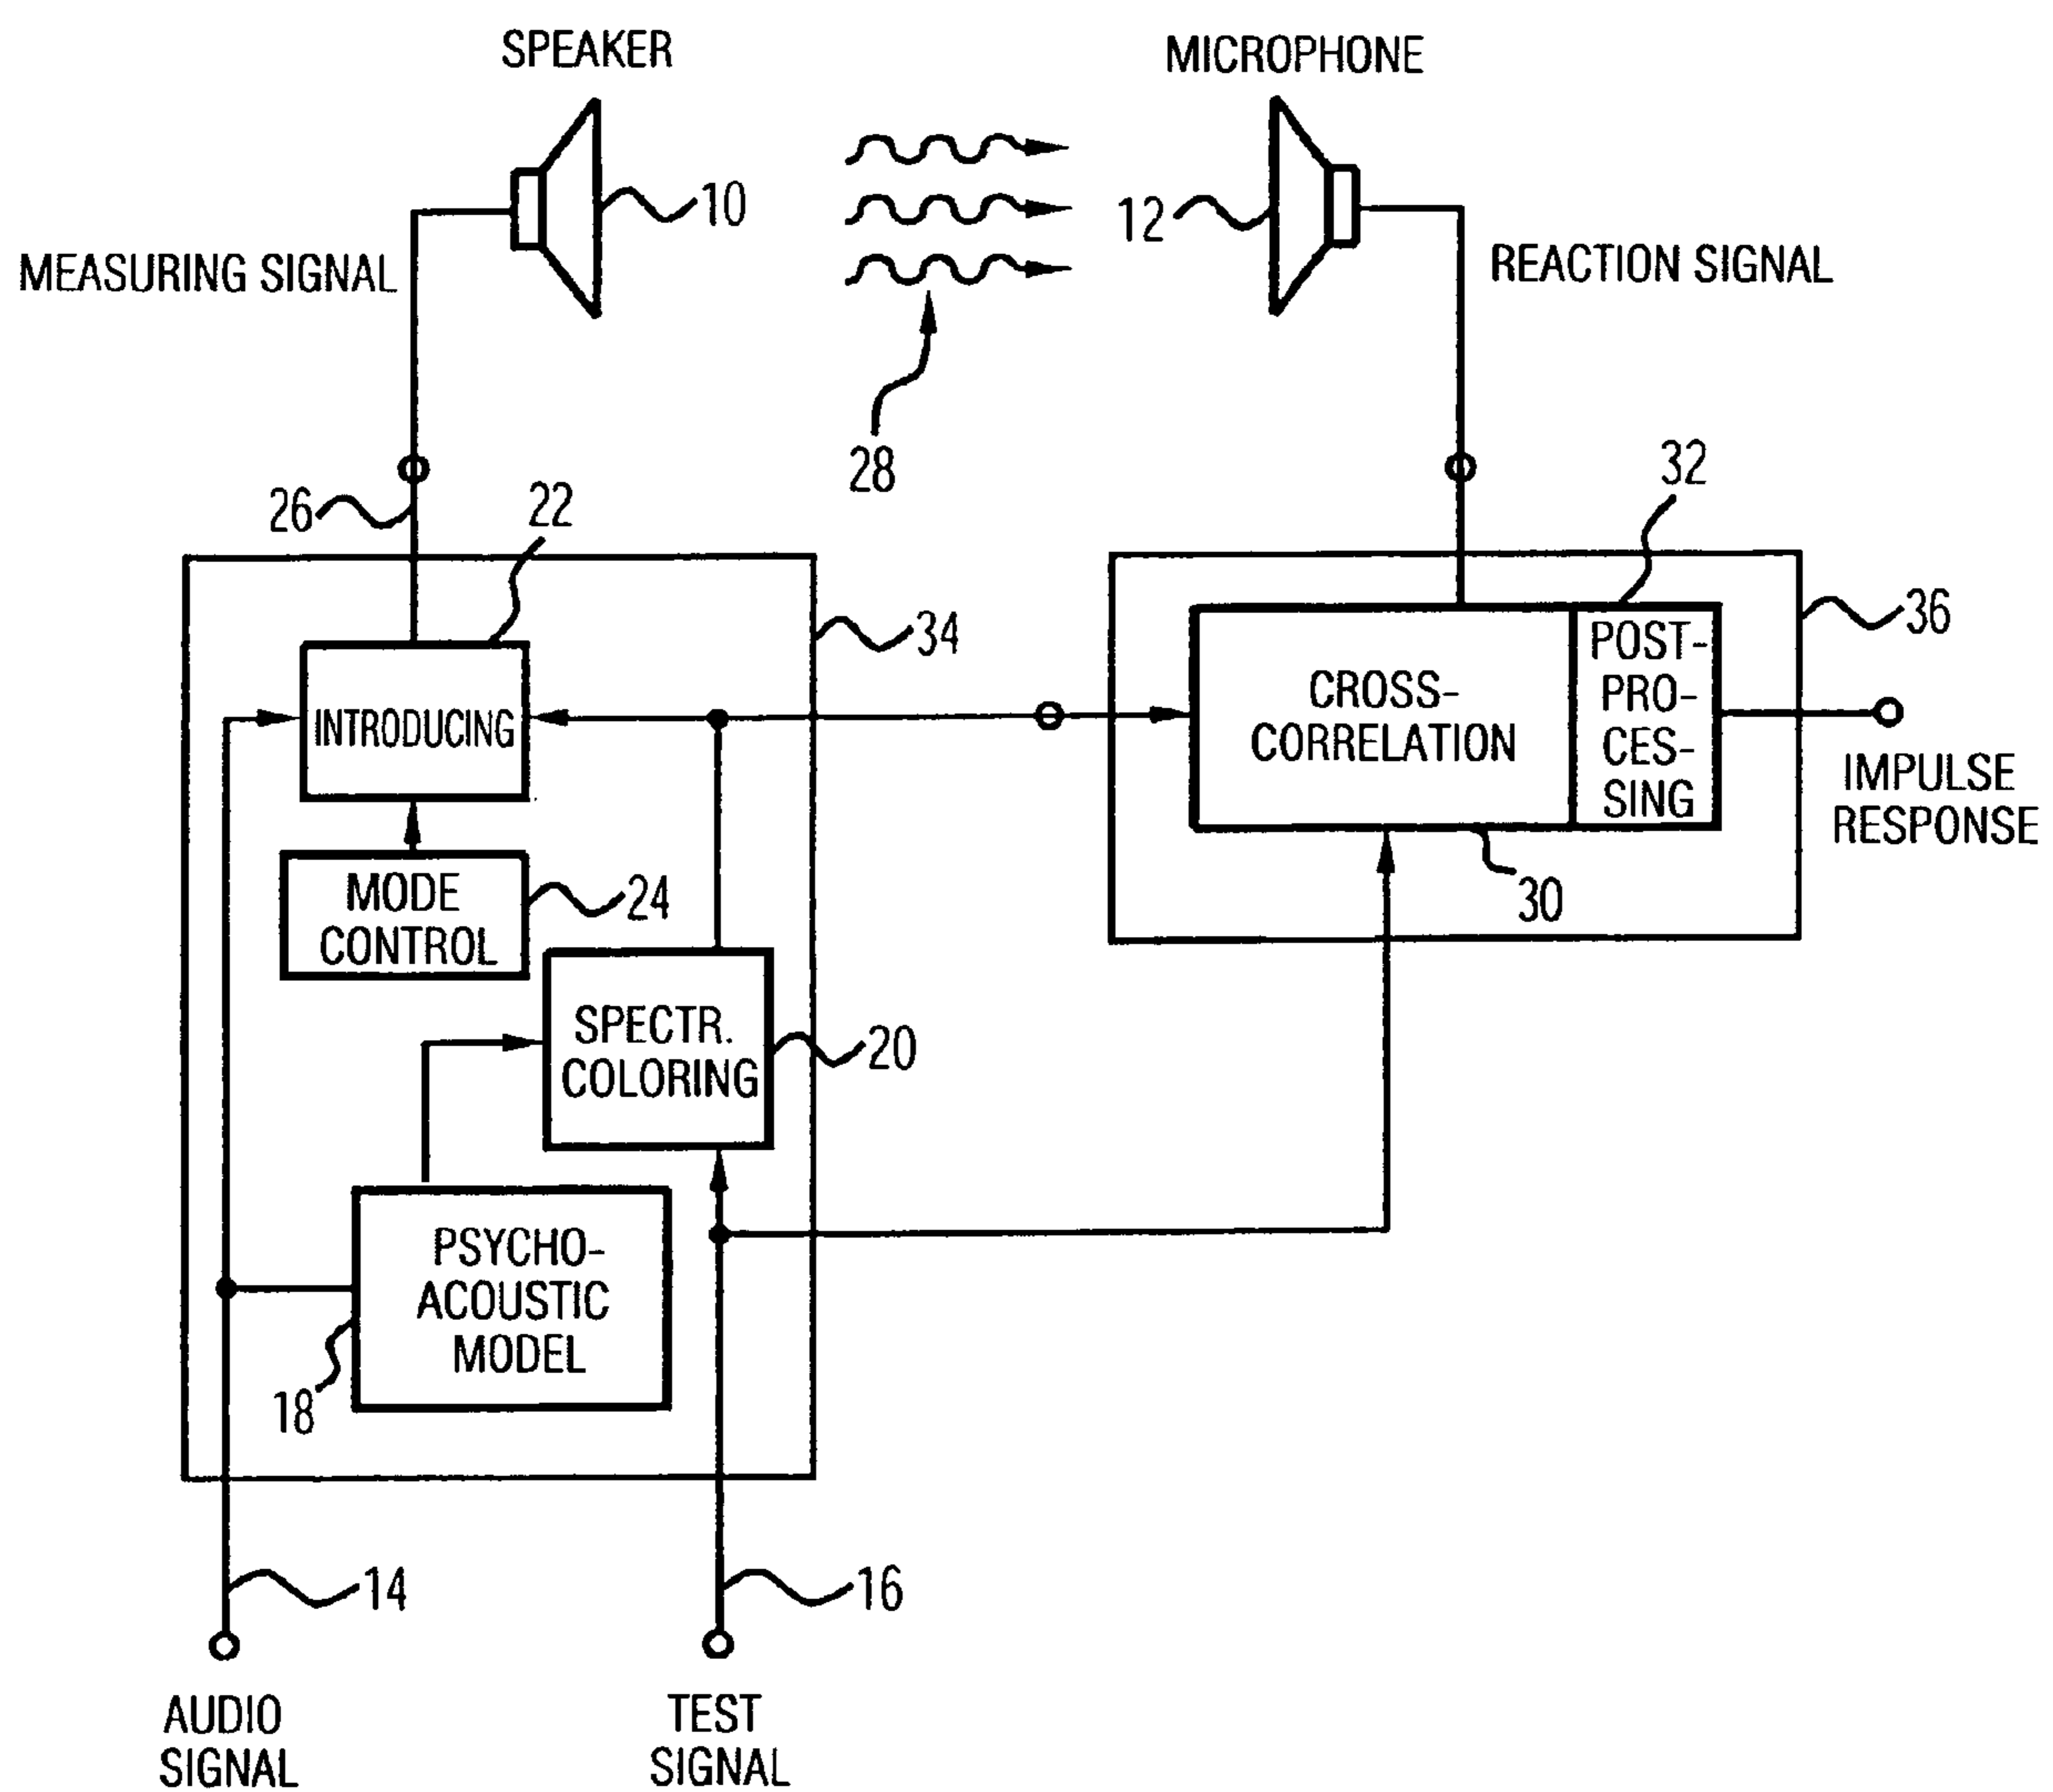 SPEAKER
MICROPHONE
10
12
MEASURING SIGNAL
REACTION SIGNAL
28
32
26
22
34
36
INTRODUCING
CROSS-
CORRELATION
POST-
PRO-
CES-
SING
IMPULSE
RESPONSE
MODE
CONTROL
24
30
SPECTR.
COLORING
20
PSYCHO-
ACOUSTIC
MODEL
18
14
16
AUDIO
SIGNAL
TEST
SIGNAL